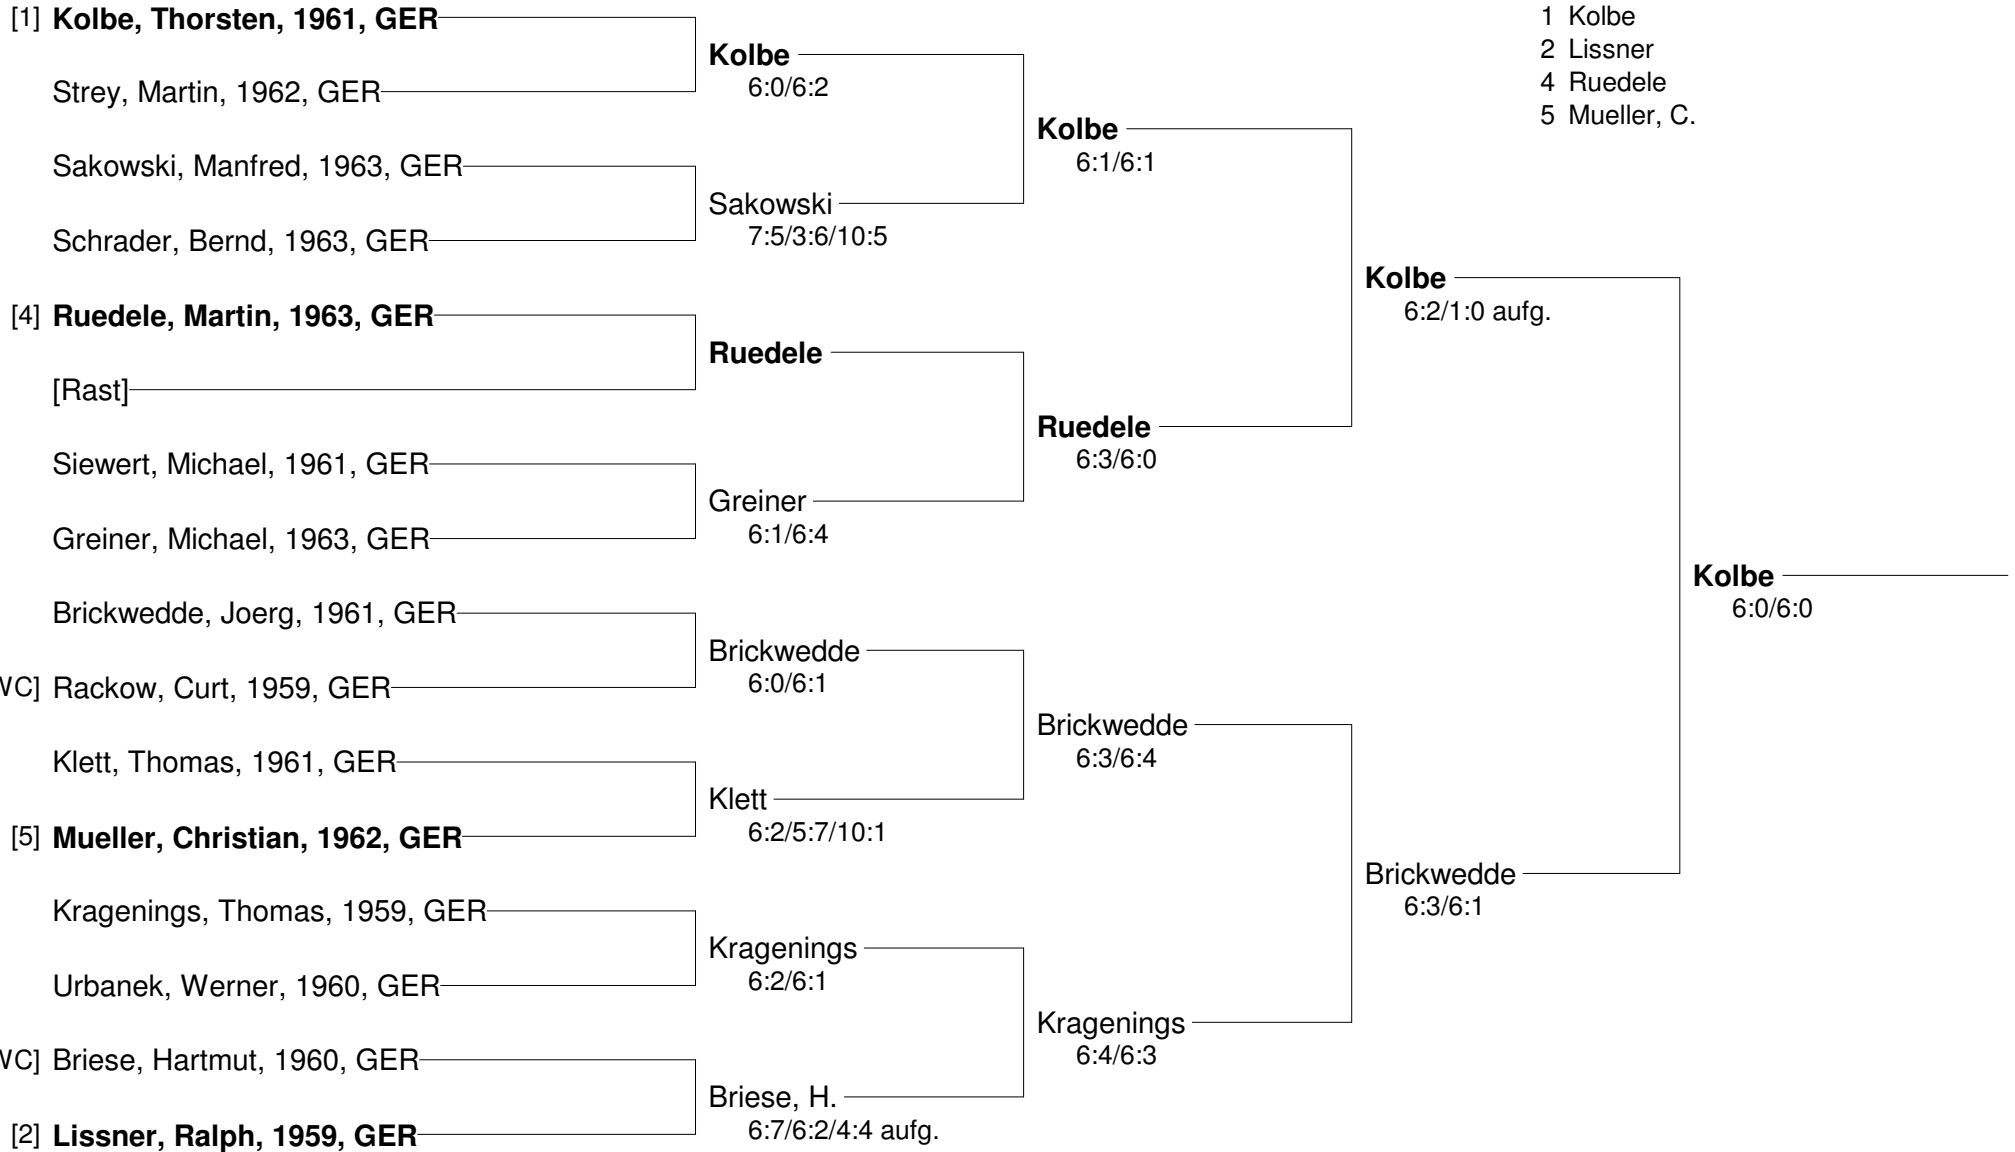 [1] Kolbe, Thorsten, 1961, GER
Strey, Martin, 1962, GER
Sakowski, Manfred, 1963, GER
Schrader, Bernd, 1963, GER
[4] Ruedele, Martin, 1963, GER
[Rast]
Siewert, Michael, 1961, GER
Greiner, Michael, 1963, GER
Brickwedde, Joerg, 1961, GER
WC] Rackow, Curt, 1959, GER
Klett, Thomas, 1961, GER
[5] Mueller, Christian, 1962, GER
Kragenings, Thomas, 1959, GER
Urbanek, Werner, 1960, GER
WC] Briese, Hartmut, 1960, GER
[2] Lissner, Ralph, 1959, GER
Kolbe
6:0/6:2
Sakowski
7:5/3:6/10:5
Ruedele
Greiner
6:1/6:4
Brickwedde
6:0/6:1
Klett
6:2/5:7/10:1
Kragenings
6:2/6:1
Briese, H.
6:7/6:2/4:4 aufg.
Kolbe
6:1/6:1
Ruedele
6:3/6:0
Brickwedde
6:3/6:4
Kragenings
6:4/6:3
Kolbe
6:2/1:0 aufg.
Brickwedde
6:3/6:1
Kolbe
6:0/6:0
1 Kolbe
2 Lissner
4 Ruedele
5 Mueller, C.